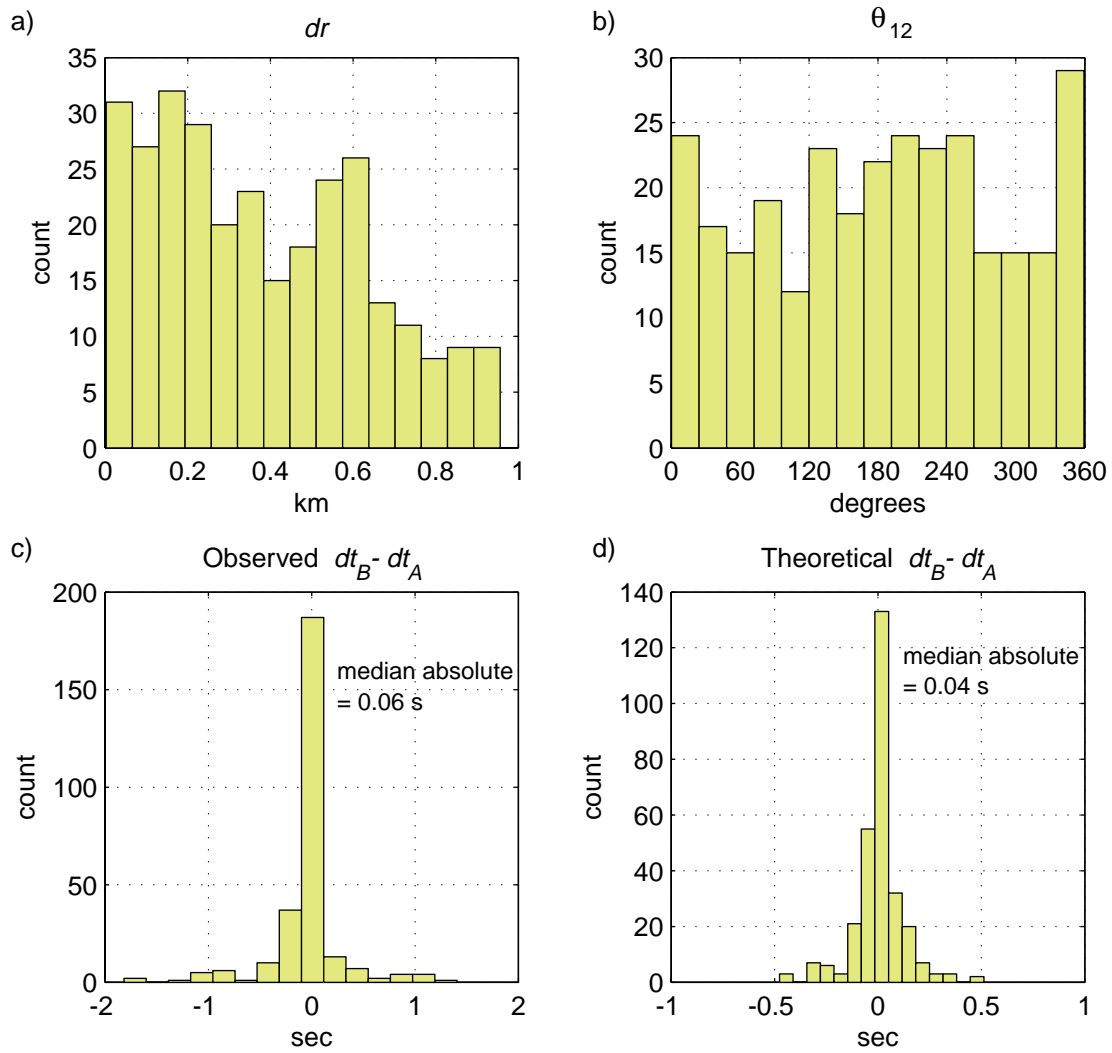 a)
dr
35
30
25
20
15
10
5
0
count
0 0.2 0.4 0.6 0.8 1
km
b)
θ12
30
25
20
15
10
5
0
count
0 60 120 180 240 300 360
degrees
c)
Observed dtB- dtA
200
150
100
50
0
count
median absolute
= 0.06 s
-2 -1 0 1 2
sec
d)
Theoretical dtB- dtA
140
120
100
80
60
40
20
0
count
median absolute
= 0.04 s
-1 -0.5 0 0.5 1
sec